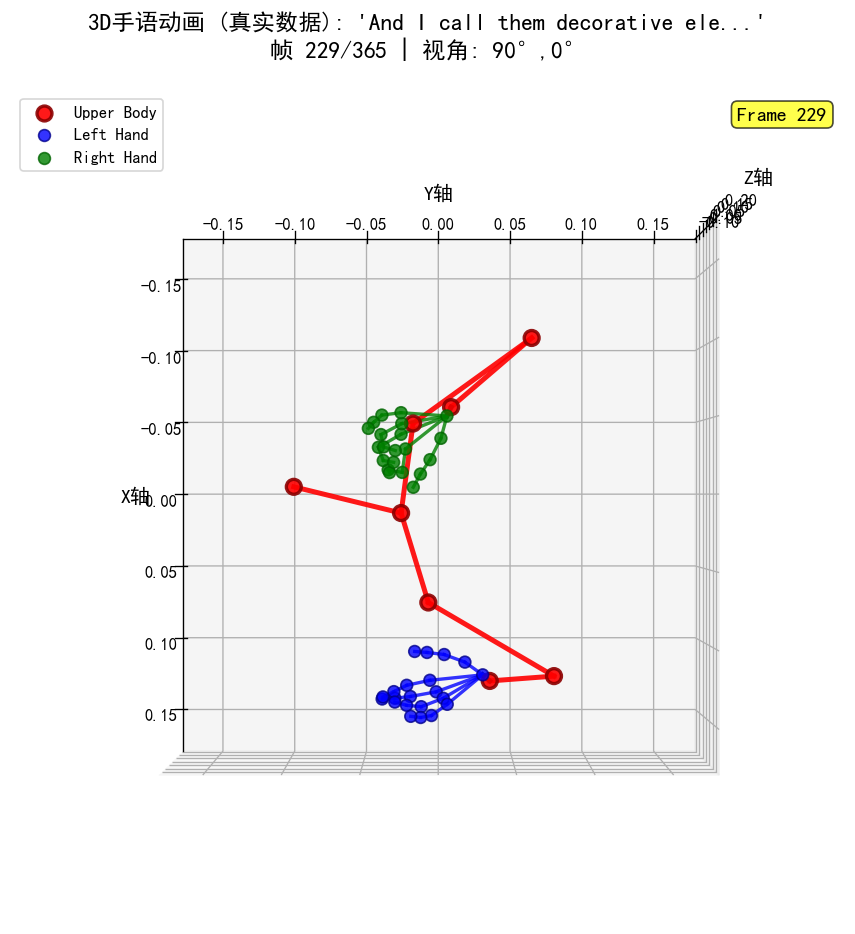 3D手语动画 (真实数据): 'And I call them decorative ele...'
帧 229/365 | 视角: 90°,0°
Upper Body
Left Hand
Right Hand
Frame 229
Z轴
Y轴
-0.15 -0.10 -0.05 0.00 0.05 0.10 0.15
-0.15
-0.10
-0.05
X轴
0.00
0.05
0.10
0.15